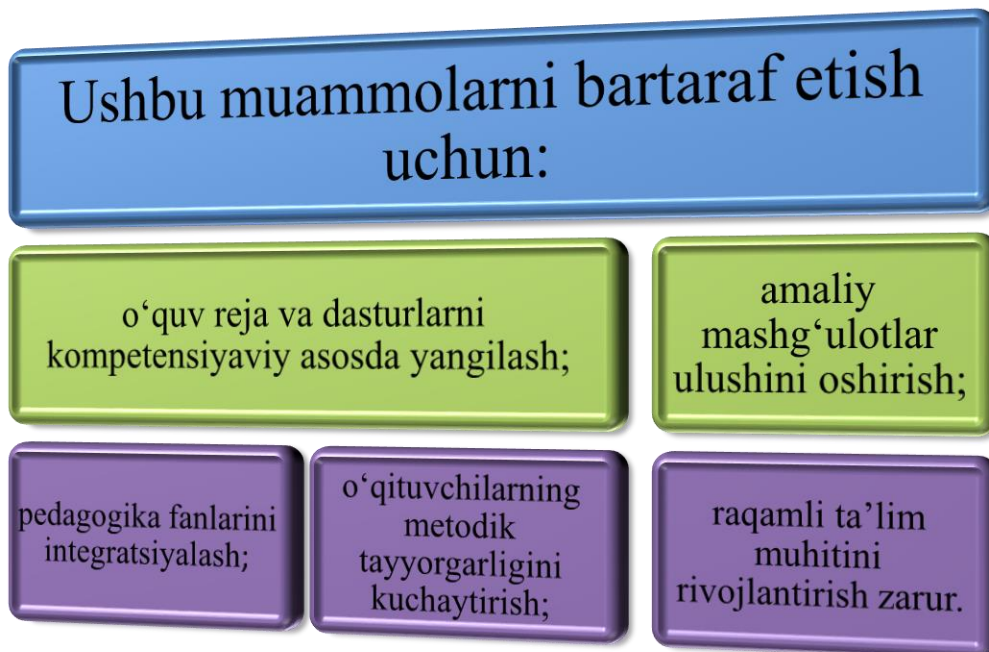 Ushbu muammolarni bartaraf etish
uchun:
o‘quv reja va dasturlarni
kompetensiyaviy asosda yangilash;
amaliy
mashg‘ulotlar
ulushini oshirish;
pedagogika fanlarini
integratsiyalash;
o‘qituvchilarning
metodik
tayyorgarligini
kuchaytirish;
raqamli ta’lim
muhitini
rivojlantirish zarur.